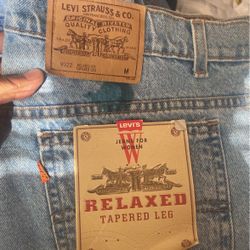 LEVI STRAUSS & CO.
ORIGINAL RIVETED
QUALITY CLOTHING
M
Levi's
W
JEANS FOR
WOMEN
RELAXED
TAPERED LEG